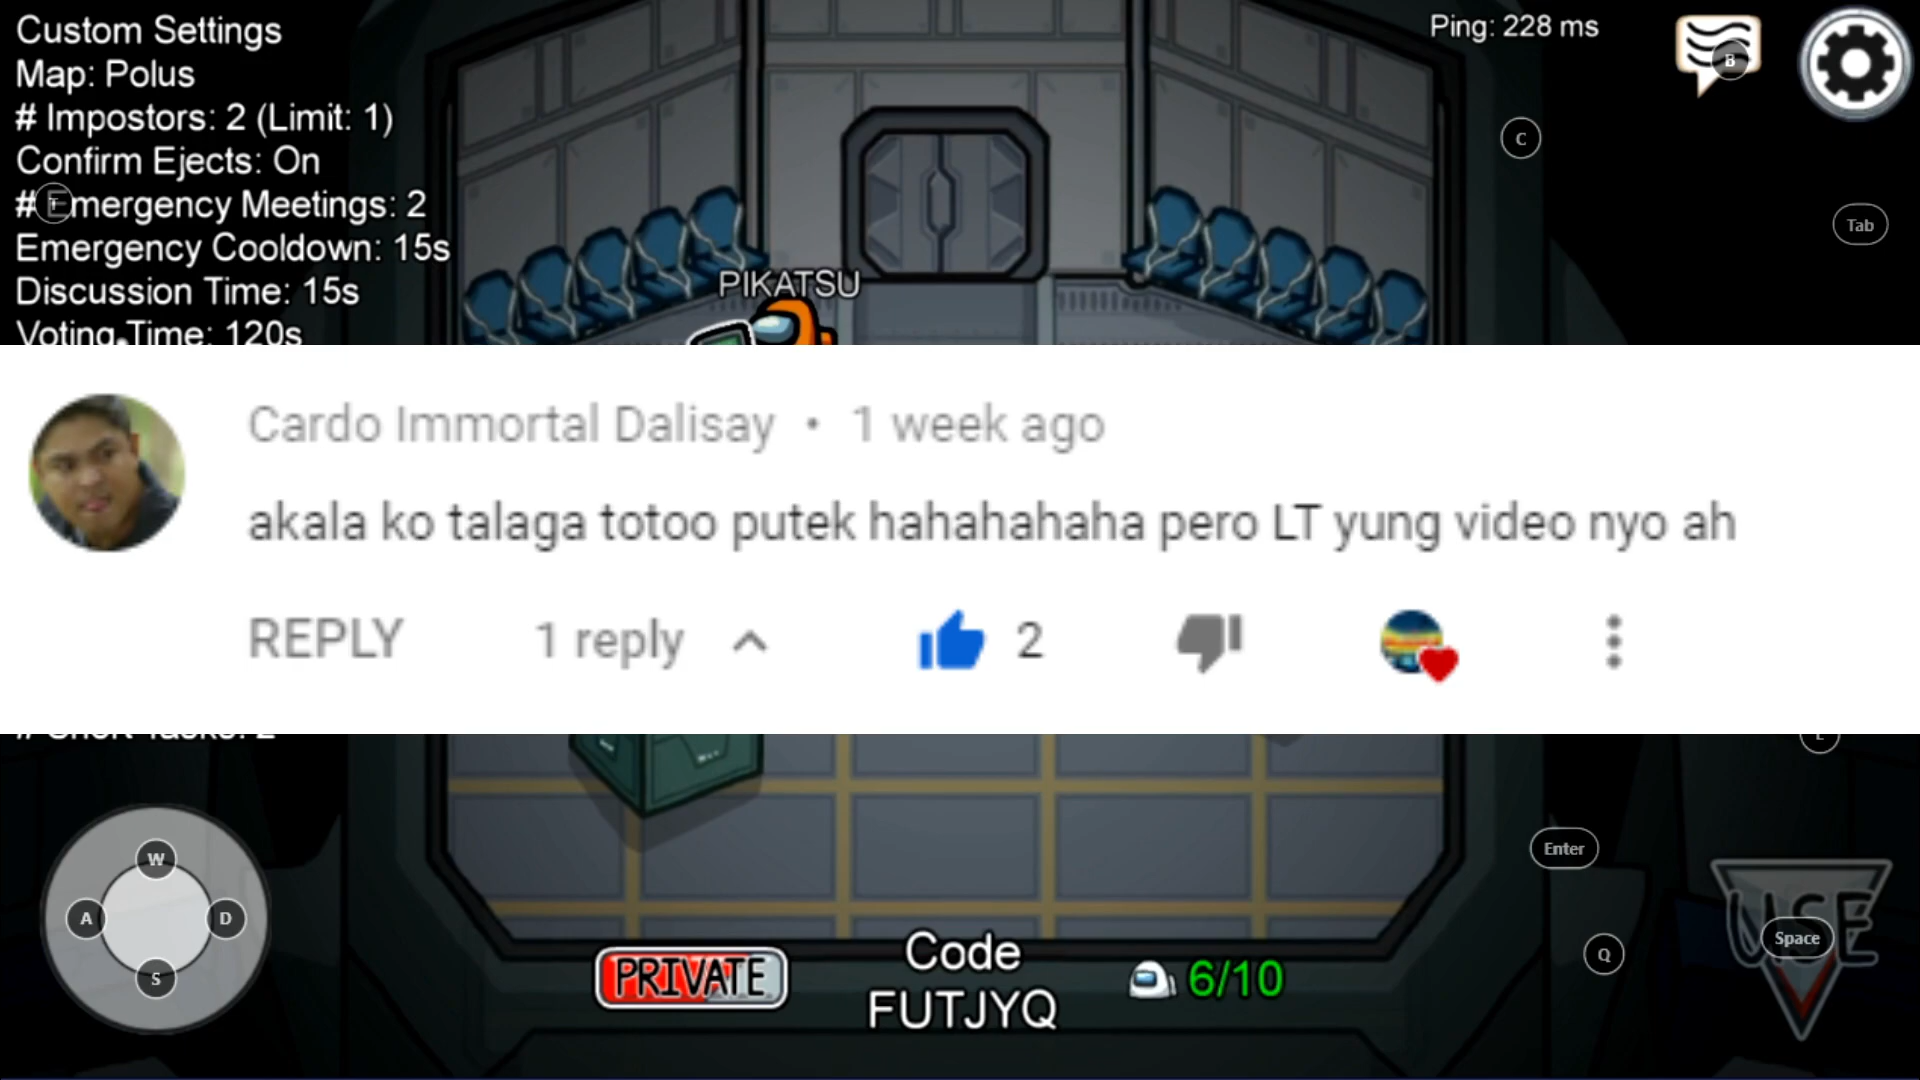 Custom Settings
Map: Polus
# Impostors: 2 (Limit: 1)
Confirm Ejects: On
# Emergency Meetings: 2
Emergency Cooldown: 15s
Discussion Time: 15s
Voting Time: 120s
Ping: 228 ms
B
C
T
Tab
PIKATSU
Cardo Immortal Dalisay • 1 week ago
akala ko talaga totoo putek hahahahaha pero LT yung video nyo ah
REPLY 1 reply 2
# Short Tasks: 2
W
A D
S
Enter
USE
Space
Q
PRIVATE
Code
FUTJYQ
6/10